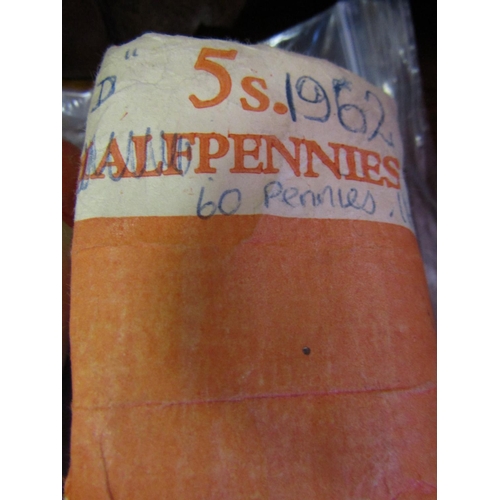 D" 5s. 1962
HALFPENNIES
60 Pennies.